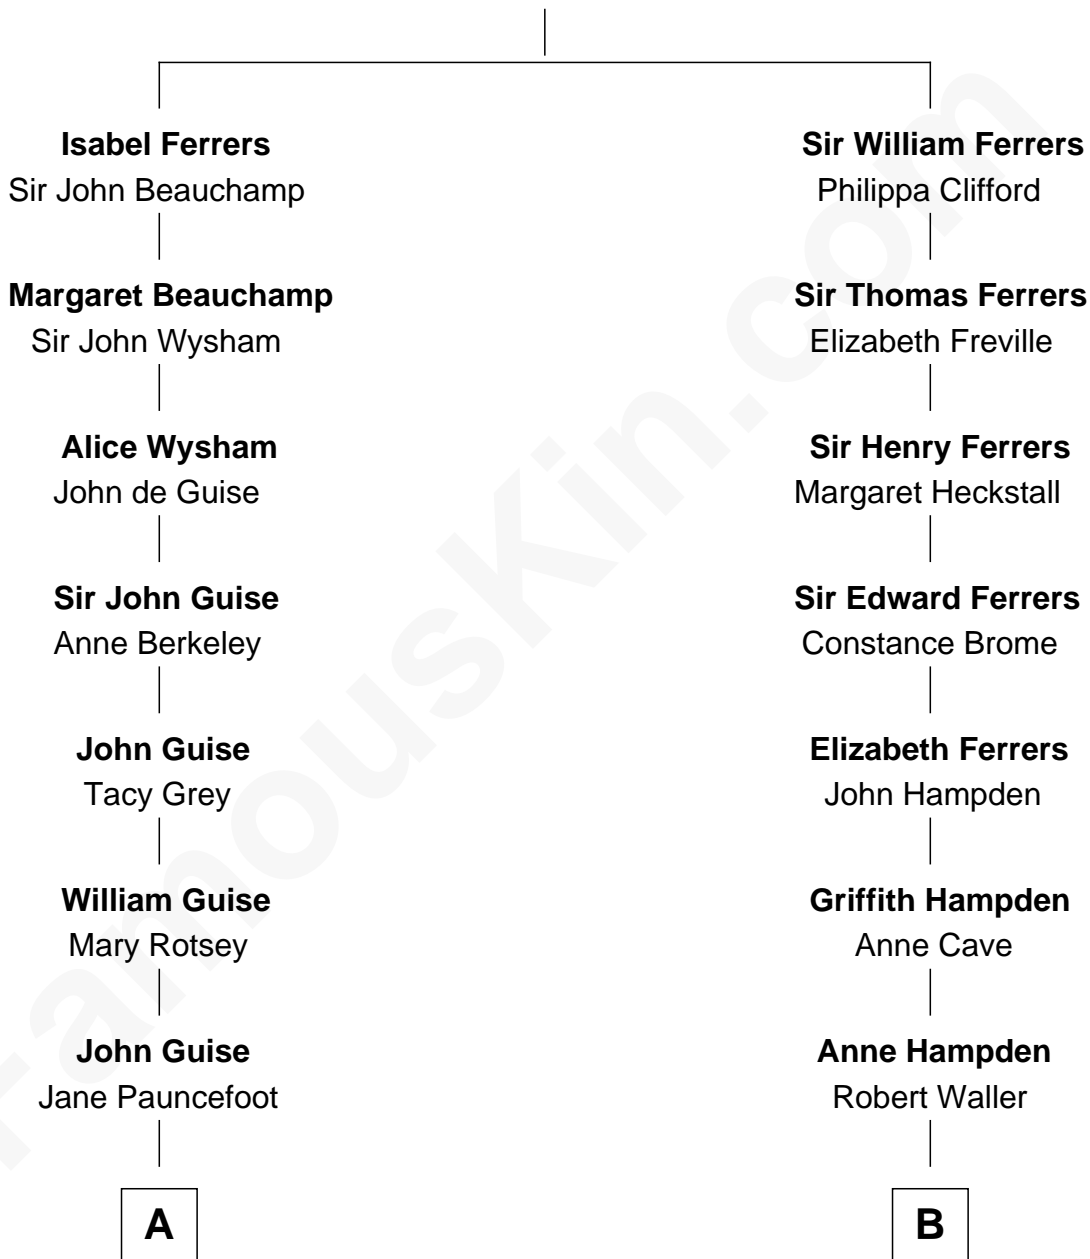 Isabel Ferrers
Sir John Beauchamp
Margaret Beauchamp
Sir John Wysham
Alice Wysham
John de Guise
Sir John Guise
Anne Berkeley
John Guise
Tacy Grey
William Guise
Mary Rotsey
John Guise
Jane Pauncefoot
A
Sir William Ferrers
Philippa Clifford
Sir Thomas Ferrers
Elizabeth Freville
Sir Henry Ferrers
Margaret Heckstall
Sir Edward Ferrers
Constance Brome
Elizabeth Ferrers
John Hampden
Griffith Hampden
Anne Cave
Anne Hampden
Robert Waller
B
FamousKin.com